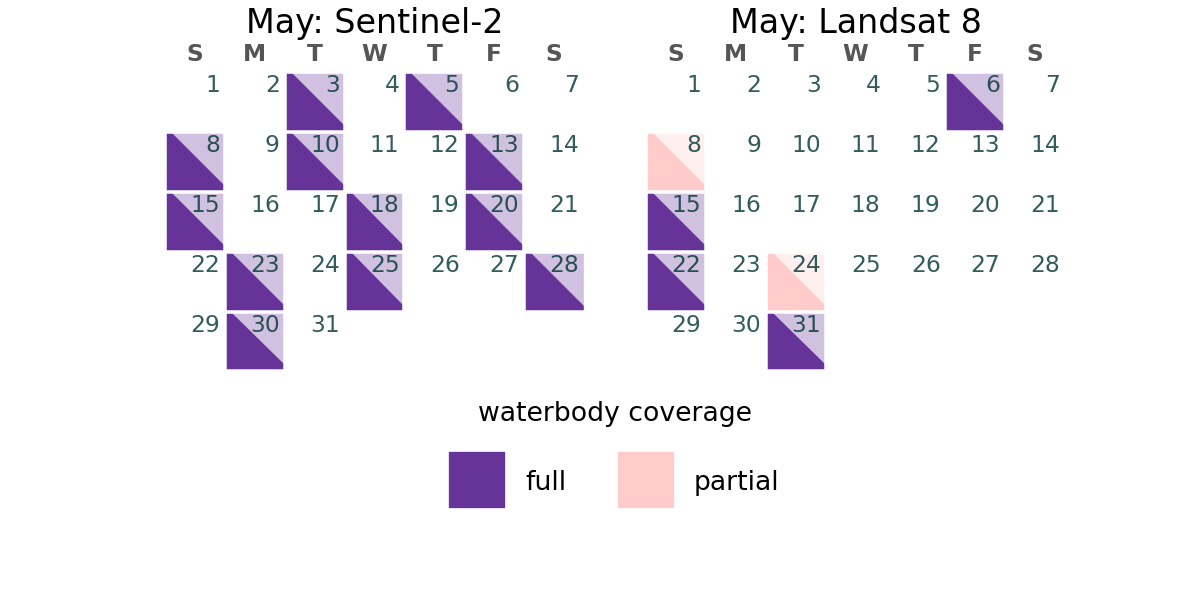 May: Sentinel-2
S M T W T F S
1 2 3 4 5 6 7
8 9 10 11 12 13 14
15 16 17 18 19 20 21
22 23 24 25 26 27 28
29 30 31
May: Landsat 8
S M T W T F S
1 2 3 4 5 6 7
8 9 10 11 12 13 14
15 16 17 18 19 20 21
22 23 24 25 26 27 28
29 30 31
waterbody coverage
full partial